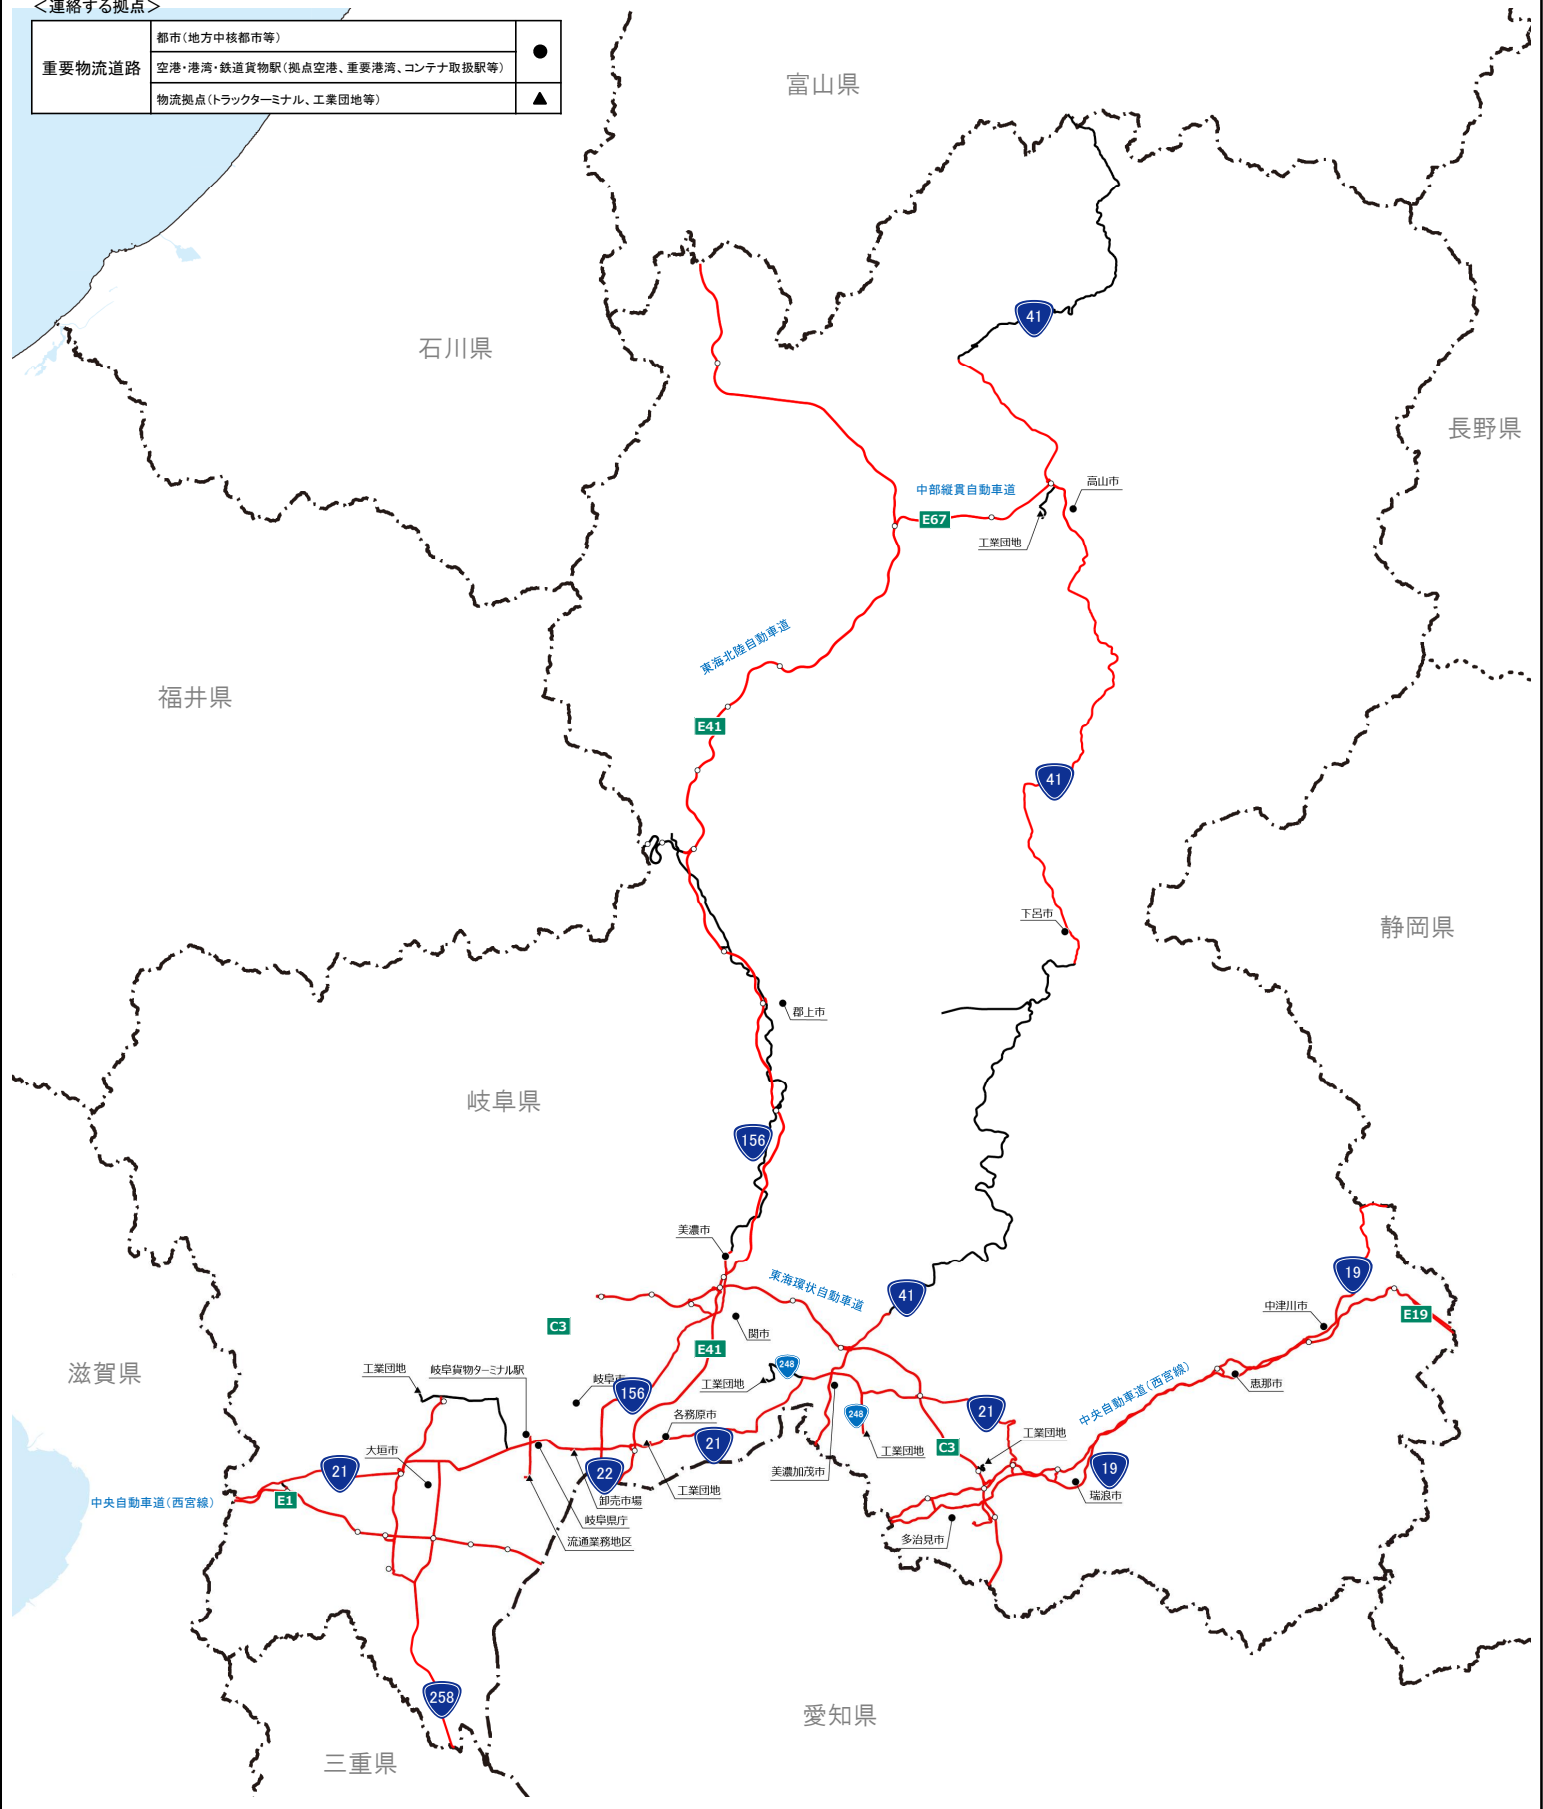 ＜連絡する拠点＞
重要物流道路
都市(地方中核都市等)
●
空港・港湾・鉄道貨物駅(拠点空港、重要港湾、コンテナ取扱駅等)
物流拠点(トラックターミナル、工業団地等)
▲
富山県
41
石川県
長野県
高山市
中部縦貫自動車道
E67
工業団地
東海北陸自動車道
福井県
E41
41
下呂市
静岡県
郡上市
岐阜県
156
美濃市
東海環状自動車道
19
41
中津川市
E19
C3
関市
E41
滋賀県
工業団地
岐阜貨物ターミナル駅
248
中央自動車道(西宮線)
岐阜市
156
工業団地
恵那市
各務原市
248
21
大垣市
21
工業団地
C3
工業団地
21
22
美濃加茂市
19
中央自動車道(西宮線)
E1
卸売市場
工業団地
瑞浪市
岐阜県庁
流通業務地区
多治見市
258
愛知県
三重県